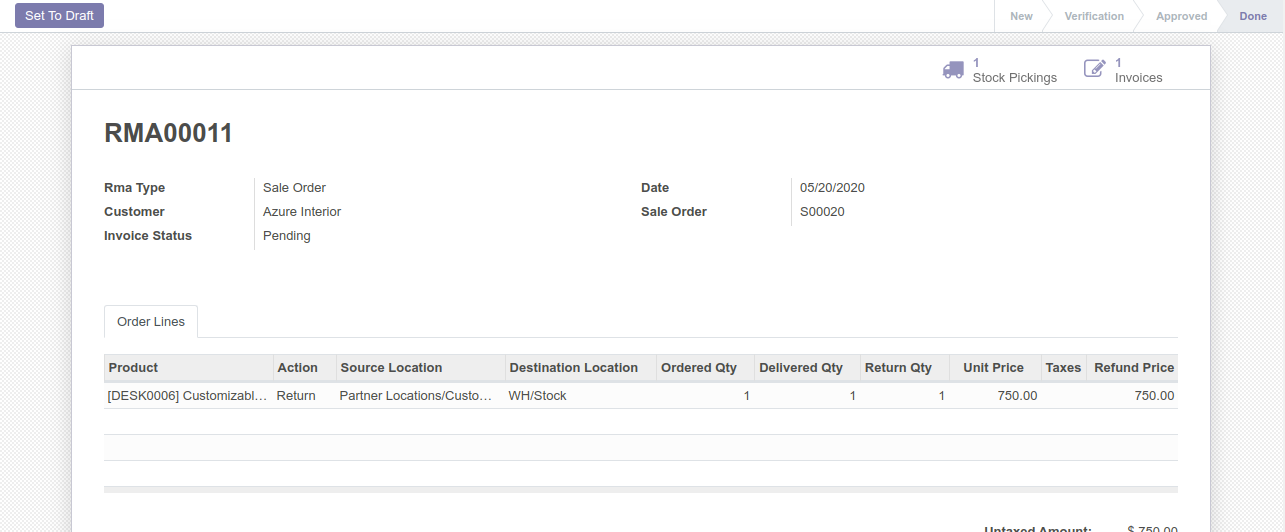 Set To Draft
New Verification Approved Done
1 Stock Pickings 1 Invoices
RMA00011
Rma Type Sale Order Date 05/20/2020
Customer Azure Interior Sale Order S00020
Invoice Status Pending
Order Lines
Product Action Source Location Destination Location Ordered Qty Delivered Qty Return Qty Unit Price Taxes Refund Price
[DESK0006] Customizabl... Return Partner Locations/Custo... WH/Stock 1 1 1 750.00 750.00
Untaxed Amount: $ 750.00